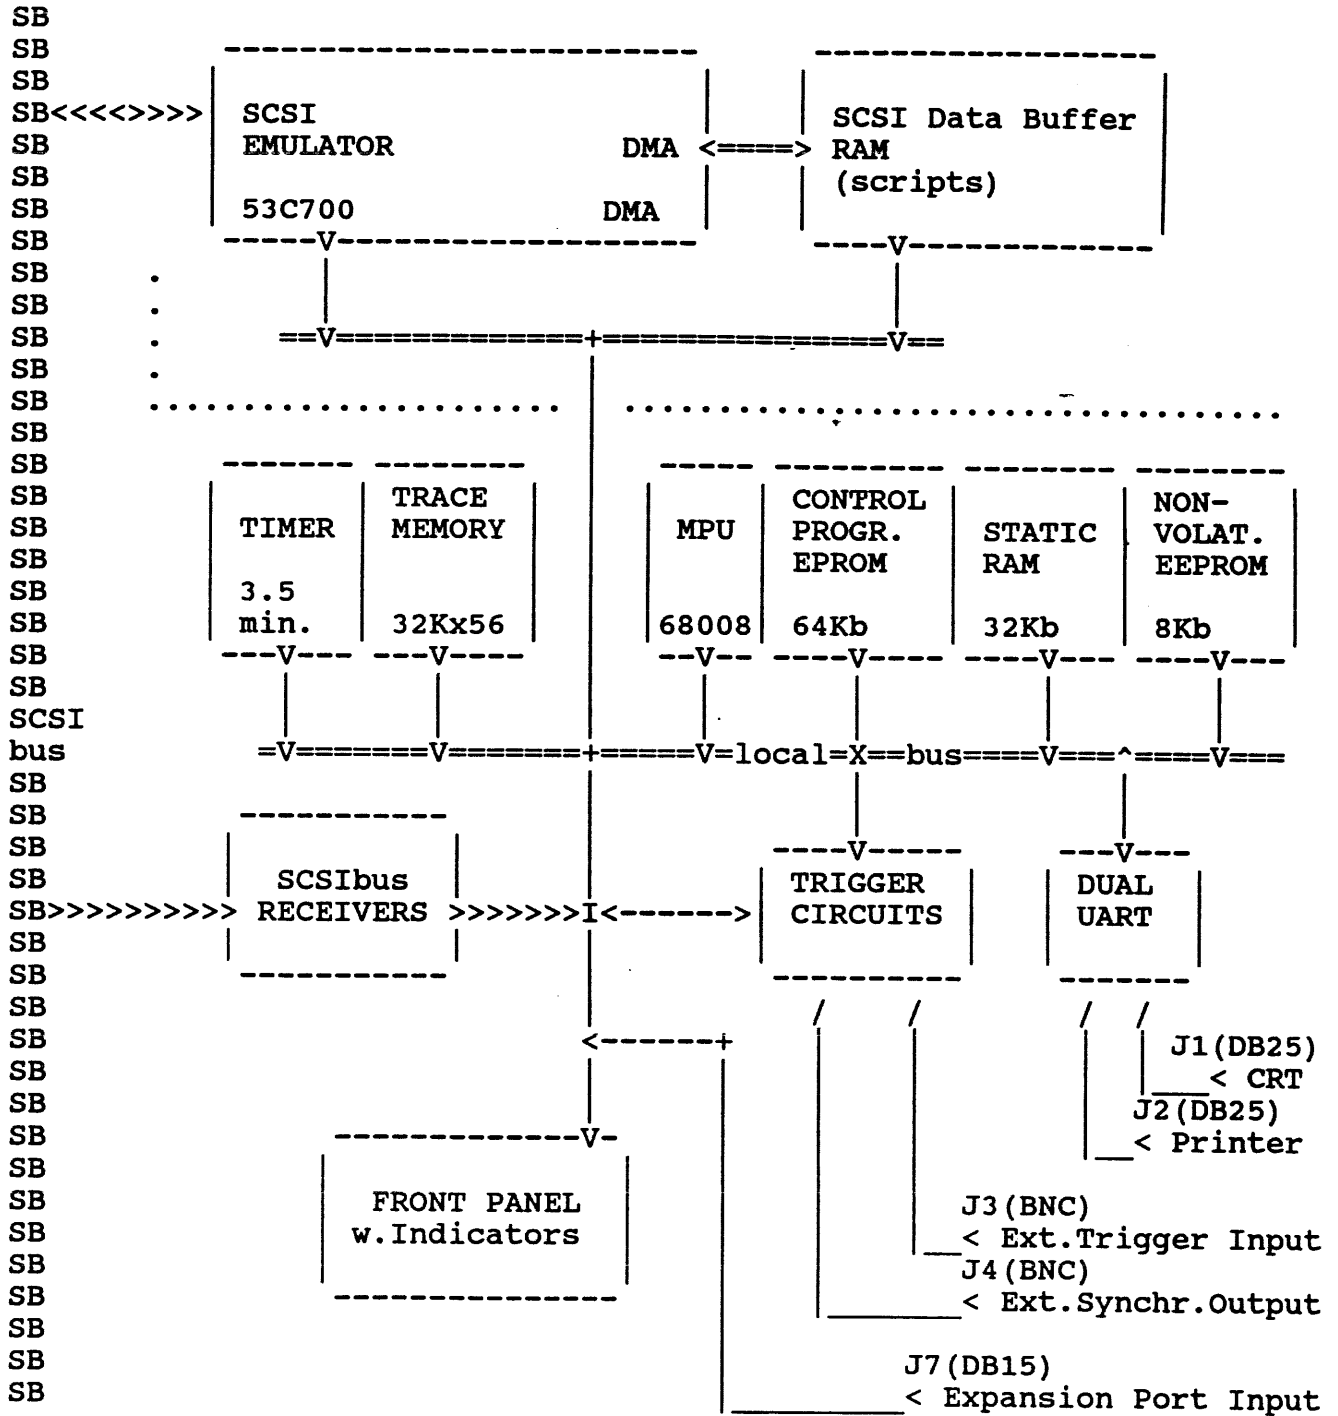 SB
SB
SB
SB<<<<>>>> SCSI SCSI Data Buffer
SB EMULATOR DMA <====> RAM
SB (scripts)
SB 53C700 DMA
SB -----V----- ----V-----
SB
SB
SB ==V=============+================V==
SB
SB
SB
SB
SB TRACE CONTROL NON-
SB TIMER MEMORY MPU PROGR. STATIC VOLAT.
SB EPROM RAM EEPROM
SB 3.5
SB min. 32Kx56 68008 64Kb 32Kb 8Kb
SB ---V--- ---V---- --V-- ----V---- ----V--- ----V---
SB
SCSI
bus =V=======V=======+=====V=local=X==bus====V===^====V===
SB
SB
SB ----V----- ---V---
SB SCSIbus TRIGGER DUAL
SB>>>>>>>>>> RECEIVERS >>>>>>>I<------> CIRCUITS UART
SB
SB
SB / / / /
SB <------+ J1(DB25)
SB < CRT
SB J2(DB25)
SB -------------V- < Printer
SB
SB FRONT PANEL J3(BNC)
SB w.Indicators < Ext.Trigger Input
SB J4(BNC)
SB < Ext.Synchr.Output
SB
SB J7(DB15)
SB < Expansion Port Input